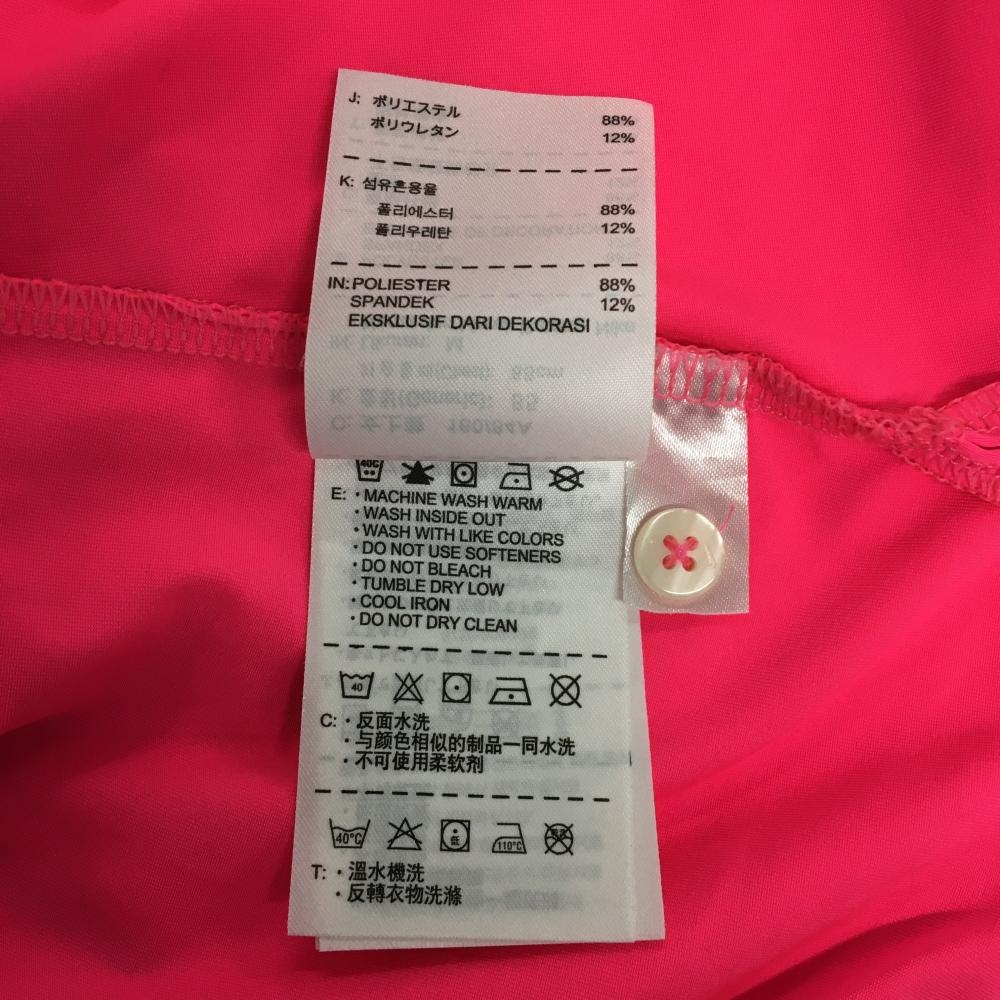 J: ポリエステル 88%
ポリウレタン 12%
K: 섬유혼용율
폴리에스터 88%
폴리우레탄 12%
IN: POLIESTER 88%
SPANDEK 12%
EKSKLUSIF DARI DEKORASI
40C
E: · MACHINE WASH WARM
· WASH INSIDE OUT
· WASH WITH LIKE COLORS
· DO NOT USE SOFTENERS
· DO NOT BLEACH
· TUMBLE DRY LOW
· COOL IRON
· DO NOT DRY CLEAN
40
C: · 反面水洗
· 与颜色相似的制品一同水洗
· 不可使用柔软剂
40°C 低 110°C
T: · 溫水機洗
· 反轉衣物洗滌